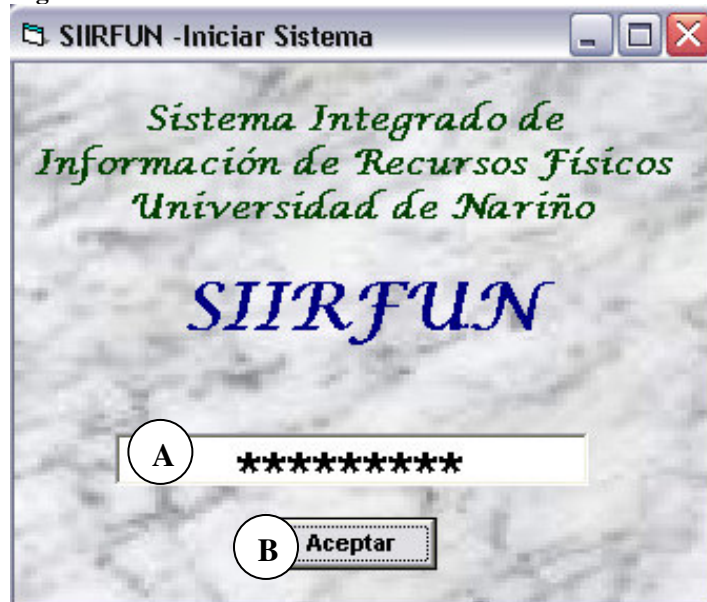 SIIRFUN -Iniciar Sistema
Sistema Integrado de
Información de Recursos Físicos
Universidad de Nariño
SIIRFUN
A *********
B Aceptar